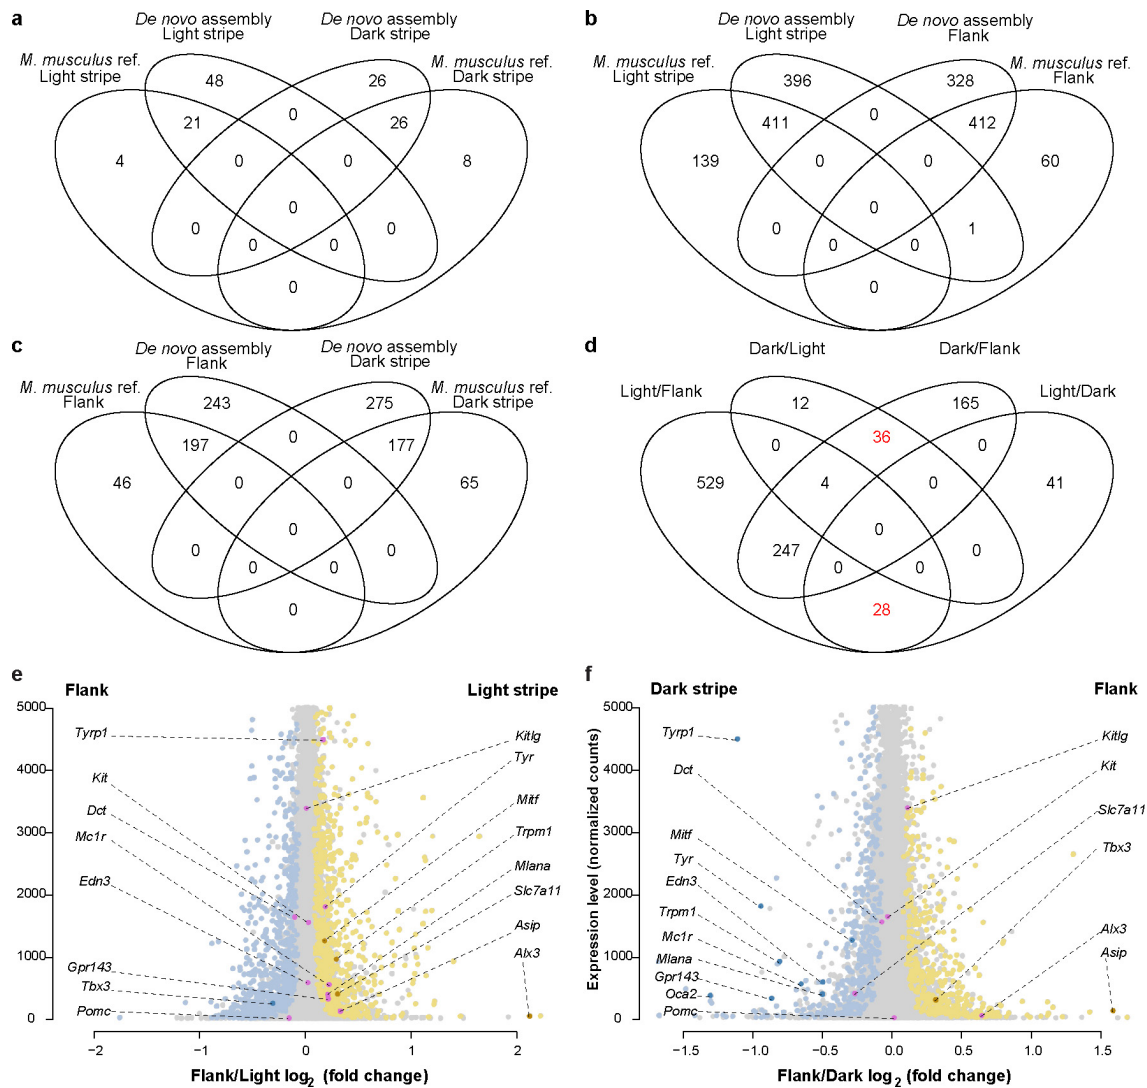 a
De novo assembly
Light stripe
De novo assembly
Dark stripe
M. musculus ref.
Light stripe
M. musculus ref.
Dark stripe
48
26
0
21
26
4
0
0
8
0
0
0
0
0
0
b
De novo assembly
Light stripe
De novo assembly
Flank
M. musculus ref.
Light stripe
M. musculus ref.
Flank
396
328
0
411
412
139
0
0
60
0
0
1
0
0
0
c
De novo assembly
Flank
De novo assembly
Dark stripe
M. musculus ref.
Flank
M. musculus ref.
Dark stripe
243
275
0
197
177
46
0
0
65
0
0
0
0
0
0
d
Dark/Light
Dark/Flank
Light/Flank
Light/Dark
12
165
36
0
0
529
4
0
41
0
247
0
0
0
28
e
Flank
Light stripe
5000
4000
3000
2000
1000
0
Tyrp1
Kit
Dct
Mc1r
Edn3
Gpr143
Tbx3
Pomc
Kitlg
Tyr
Mitf
Trpm1
Mlana
Slc7a11
Asip
Alx3
−2
−1
0
1
2
Flank/Light log2 (fold change)
f
Dark stripe
Flank
Expression level (normalized counts)
5000
4000
3000
2000
1000
0
Tyrp1
Dct
Mitf
Tyr
Edn3
Trpm1
Mc1r
Mlana
Gpr143
Oca2
Pomc
Kitlg
Kit
Slc7a11
Tbx3
Alx3
Asip
−1.5
−1.0
−0.5
0
0.5
1.0
1.5
Flank/Dark log2 (fold change)